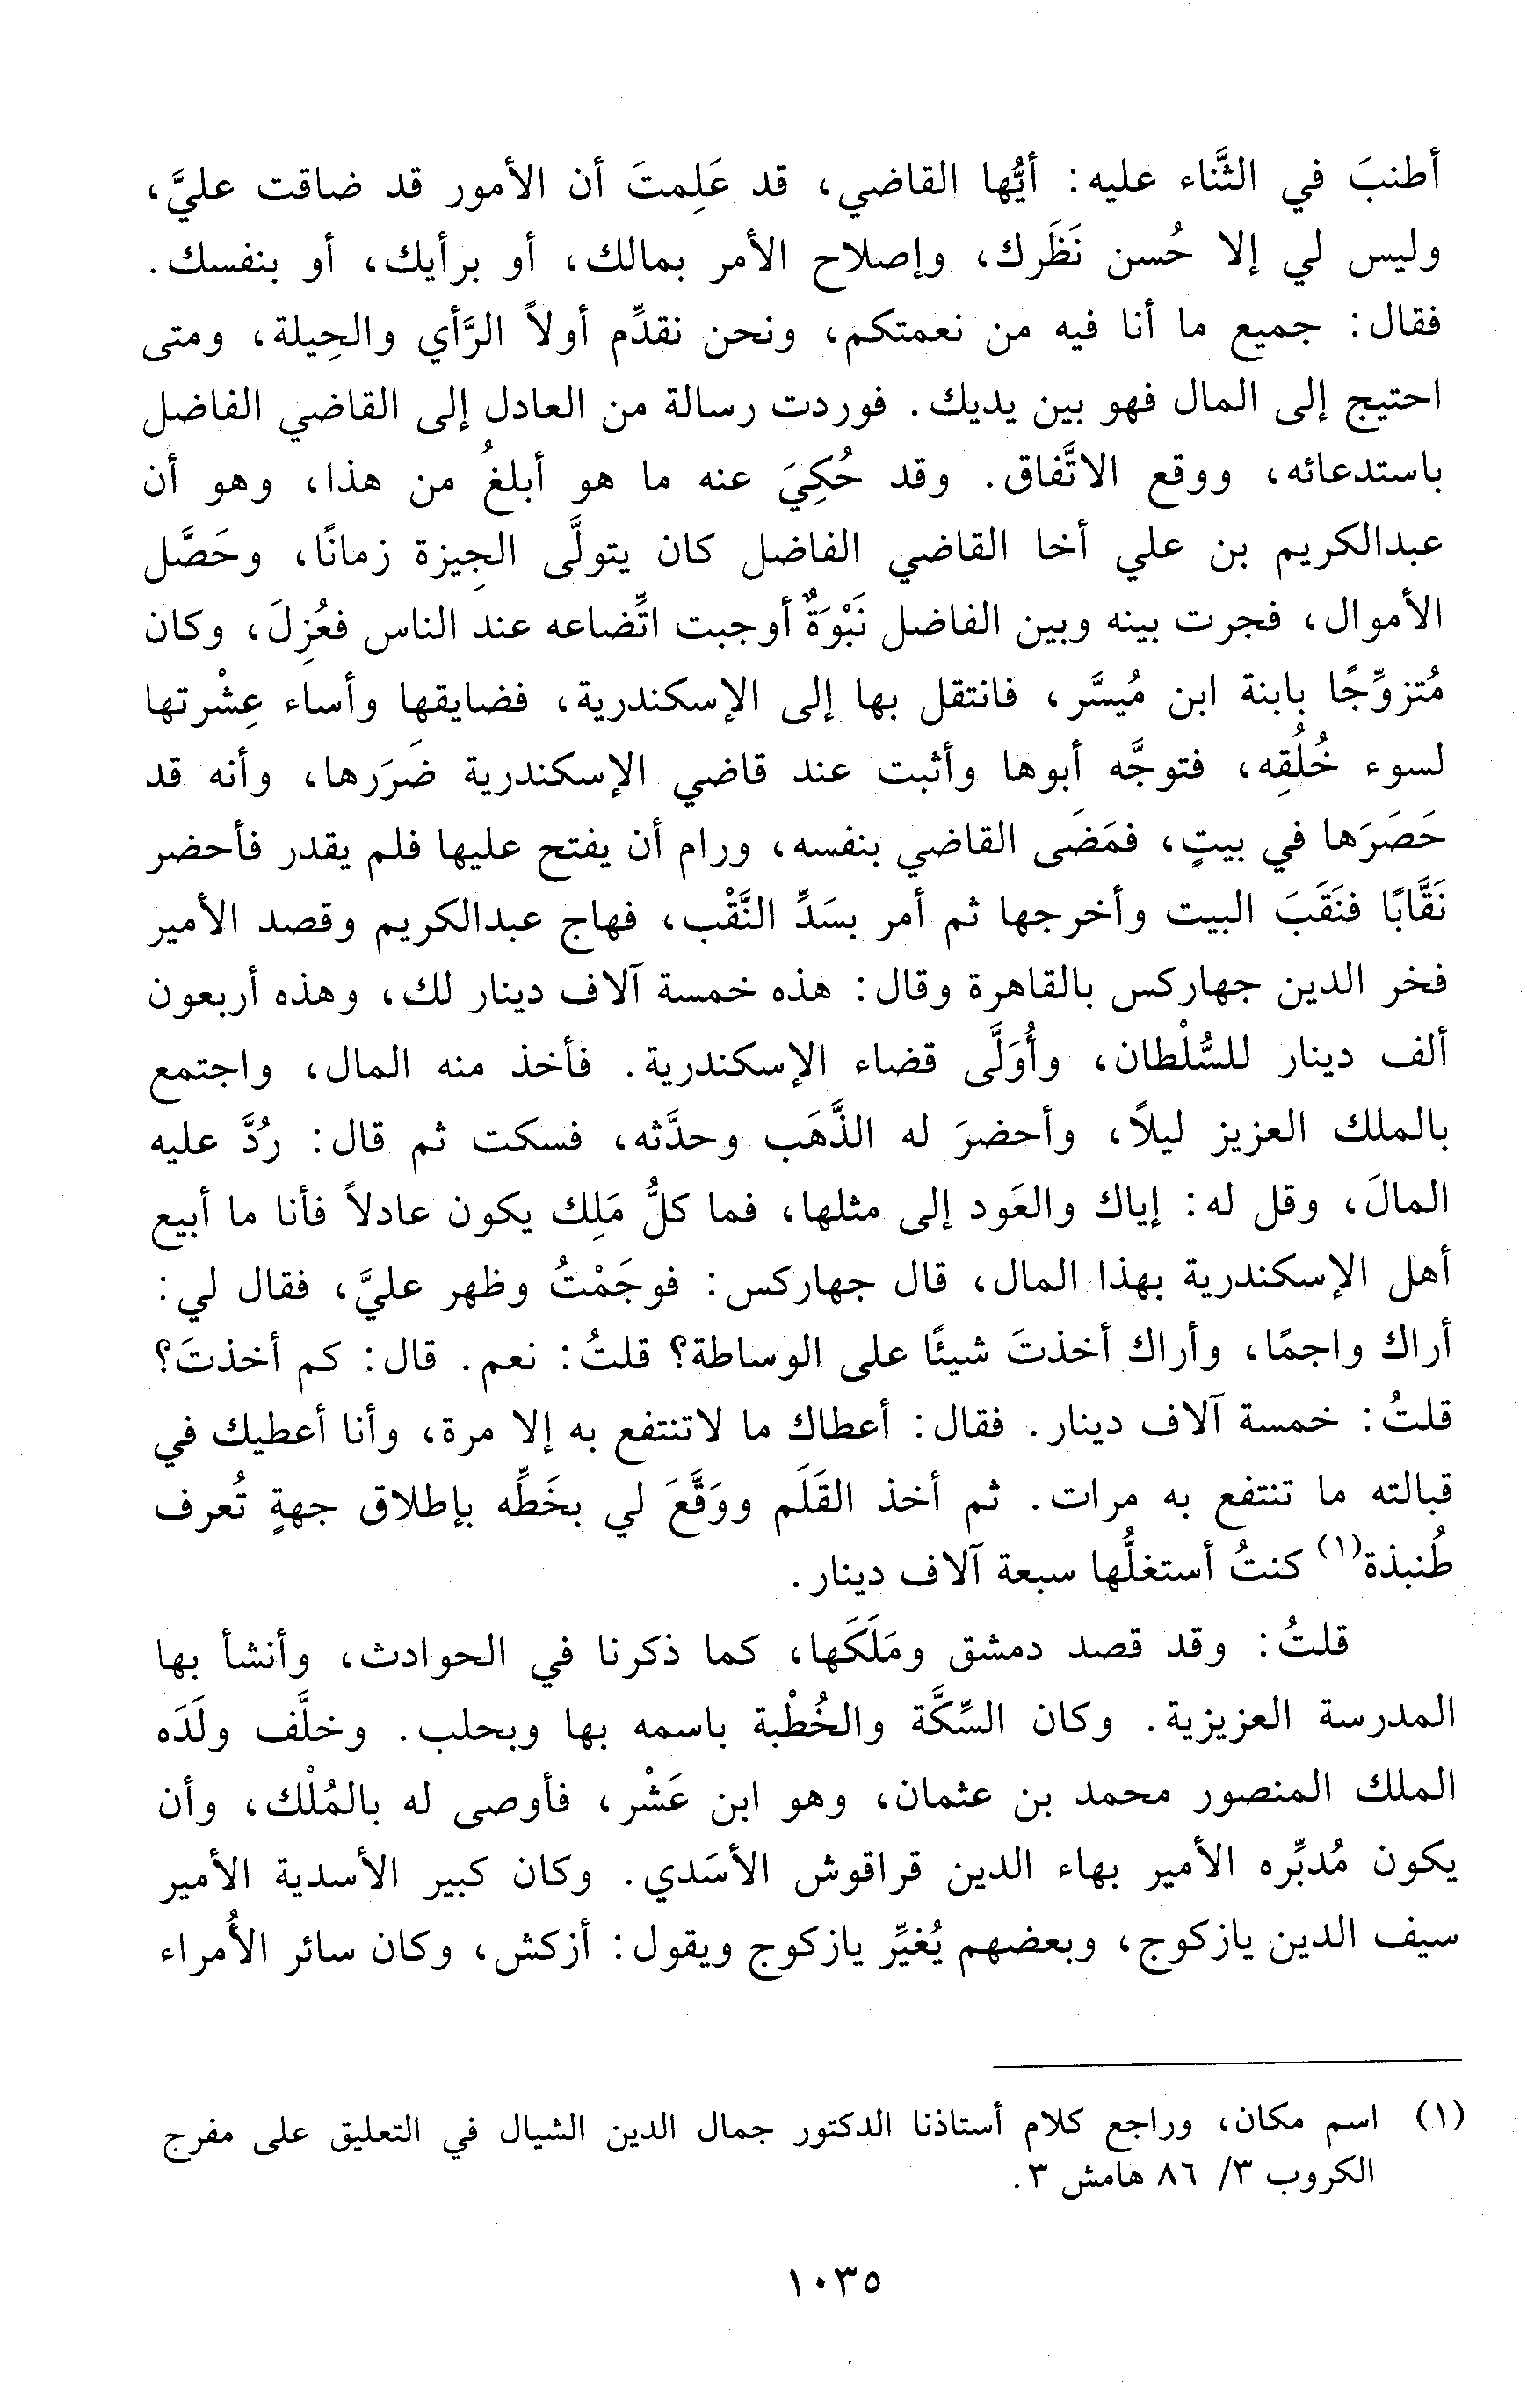 أطنبَ في الثَّناء عليه: أيُّها القاضي، قد عَلِمتَ أن الأمور قد ضاقت عليَّ،
وليس لي إلا حُسن نَظَرك، وإصلاح الأمر بمالك، أو برأيك، أو بنفسك.
فقال: جميع ما أنا فيه من نعمتكم، ونحن نقدِّم أولاً الرَّأي والحِيلة، ومتى
احتيج إلى المال فهو بين يديك. فوردت رسالة من العادل إلى القاضي الفاضل
باستدعائه، ووقع الاتَّفاق. وقد حُكِيَ عنه ما هو أبلغُ من هذا، وهو أن
عبدالكريم بن علي أخا القاضي الفاضل كان يتولَّى الجِيزة زمانًا، وحَصَّل
الأموال، فجرت بينه وبين الفاضل نَبْوَةٌ أوجبت اتِّضاعه عند الناس فعُزِلَ، وكان
مُتزوِّجًا بابنة ابن مُيسَّر، فانتقل بها إلى الإسكندرية، فضايقها وأساء عِشْرتها
لسوء خُلُقِه، فتوجَّه أبوها وأثبت عند قاضي الإسكندرية ضَرَرها، وأنه قد
حَصَرَها في بيتٍ، فمَضَى القاضي بنفسه، ورام أن يفتح عليها فلم يقدر فأحضر
نَقَّابًا فنَقَبَ البيت وأخرجها ثم أمر بسَدِّ النَّقْب، فهاج عبدالكريم وقصد الأمير
فخر الدين جهاركس بالقاهرة وقال: هذه خمسة آلاف دينار لك، وهذه أربعون
ألف دينار للسُّلْطان، وأُوَلَّى قضاء الإسكندرية. فأخذ منه المال، واجتمع
بالملك العزيز ليلاً، وأحضرَ له الذَّهَب وحدَّثه، فسكت ثم قال: رُدَّ عليه
المالَ، وقل له: إياك والعَود إلى مثلها، فما كلُّ مَلِك يكون عادلاً فأنا ما أبيع
أهل الإسكندرية بهذا المال، قال جهاركس: فوجَمْتُ وظهر عليَّ، فقال لي:
أراك واجمًا، وأراك أخذتَ شيئًا على الوساطة؟ قلتُ: نعم. قال: كم أخذتَ؟
قلتُ: خمسة آلاف دينار. فقال: أعطاك ما لاتنتفع به إلا مرة، وأنا أعطيك في
قبالته ما تنتفع به مرات. ثم أخذ القَلَم ووَقَّعَ لي بخَطِّه بإطلاق جهةٍ تُعرف
طُنبذة(١) كنتُ أستغلُّها سبعة آلاف دينار.
قلتُ: وقد قصد دمشق ومَلَكَها، كما ذكرنا في الحوادث، وأنشأ بها
المدرسة العزيزية. وكان السِّكَّة والخُطْبة باسمه بها وبحلب. وخلَّف ولَدَه
الملك المنصور محمد بن عثمان، وهو ابن عَشْر، فأوصى له بالمُلْك، وأن
يكون مُدبِّره الأمير بهاء الدين قراقوش الأسَدي. وكان كبير الأسدية الأمير
سيف الدين يازكوج، وبعضهم يُغيِّر يازكوج ويقول: أزكش، وكان سائر الأُمراء
(١) اسم مكان، وراجع كلام أستاذنا الدكتور جمال الدين الشيال في التعليق على مفرج
الكروب ٣/ ٨٦ هامش ٣.
١٠٣٥